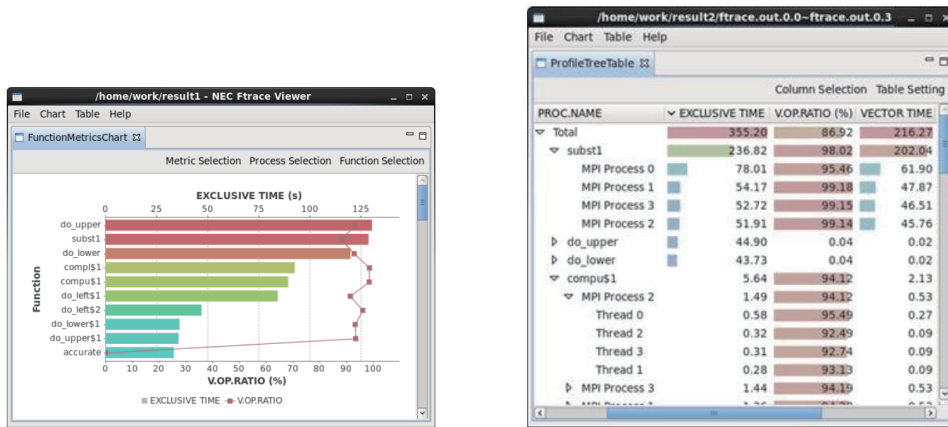 /home/work/result1 - NEC Ftrace Viewer
File Chart Table Help
FunctionMetricsChart
Metric Selection Process Selection Function Selection
EXCLUSIVE TIME (s)
0 25 50 75 100 125
Function
do_upper
subst1
do_lower
compl$1
compu$1
do_left$1
do_left$2
do_lower$1
do_upper$1
accurate
0 10 20 30 40 50 60 70 80 90 100
V.OP.RATIO (%)
EXCLUSIVE TIME V.OP.RATIO
/home/work/result2/ftrace.out.0.0~ftrace.out.0.3
File Chart Table Help
ProfileTreeTable
Column Selection Table Setting
PROC.NAME EXCLUSIVE TIME V.OP.RATIO (%) VECTOR TIME
Total 355.20 86.92 216.27
subst1 236.82 98.02 202.04
MPI Process 0 78.01 95.46 61.90
MPI Process 1 54.17 99.18 47.87
MPI Process 3 52.72 99.15 46.51
MPI Process 2 51.91 99.14 45.76
do_upper 44.90 0.04 0.02
do_lower 43.73 0.04 0.02
compu$1 5.64 94.12 2.13
MPI Process 2 1.49 94.12 0.53
Thread 0 0.58 95.49 0.27
Thread 2 0.32 92.49 0.09
Thread 3 0.31 92.74 0.09
Thread 1 0.28 93.13 0.09
MPI Process 3 1.44 94.19 0.53